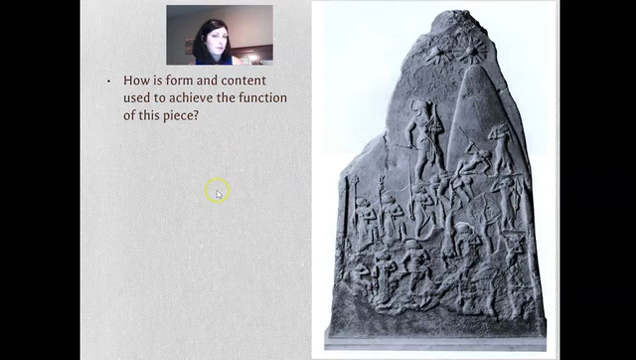 • How is form and content
used to achieve the function
of this piece?